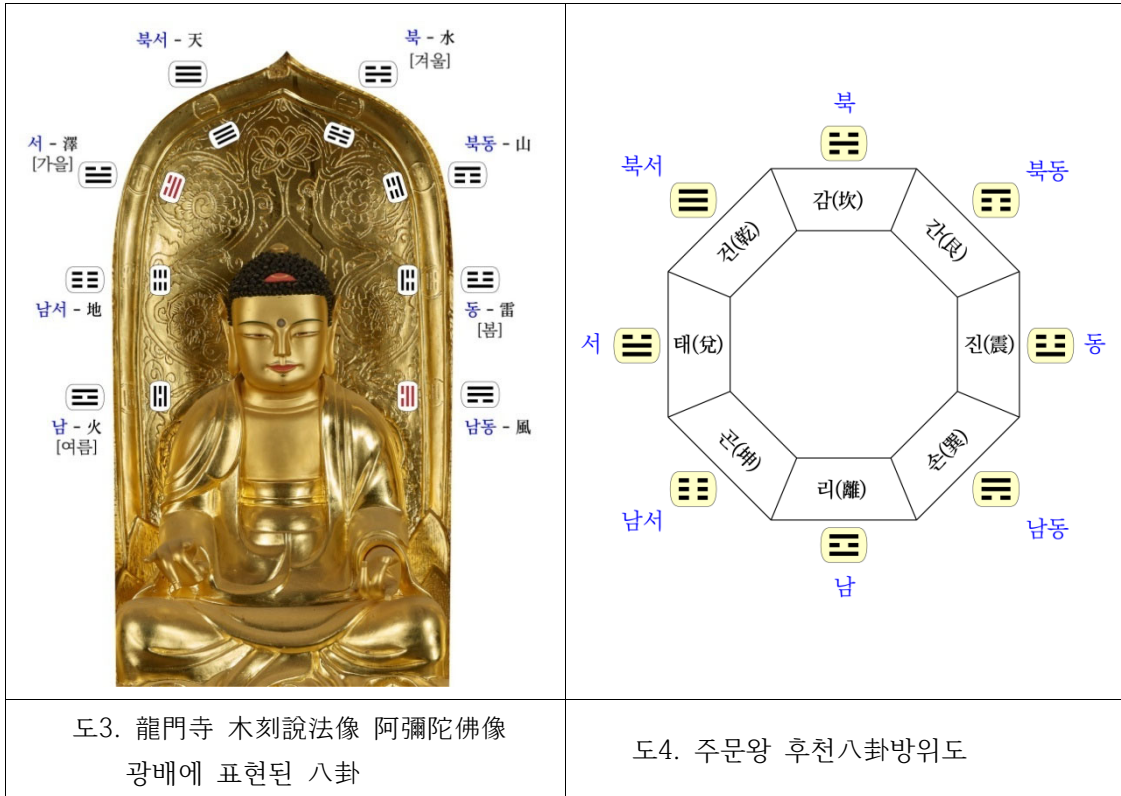 북서 - 天
북 - 水
[겨울]
서 - 澤
[가을]
북동 - 山
남서 - 地
동 - 雷
[봄]
남 - 火
[여름]
남동 - 風
북
북서
북동
감(坎)
건(乾)
간(艮)
서
태(兌)
진(震)
동
곤(坤)
손(巽)
리(離)
남서
남동
남
도3. 龍門寺 木刻說法像 阿彌陀佛像
광배에 표현된 八卦
도4. 주문왕 후천八卦방위도